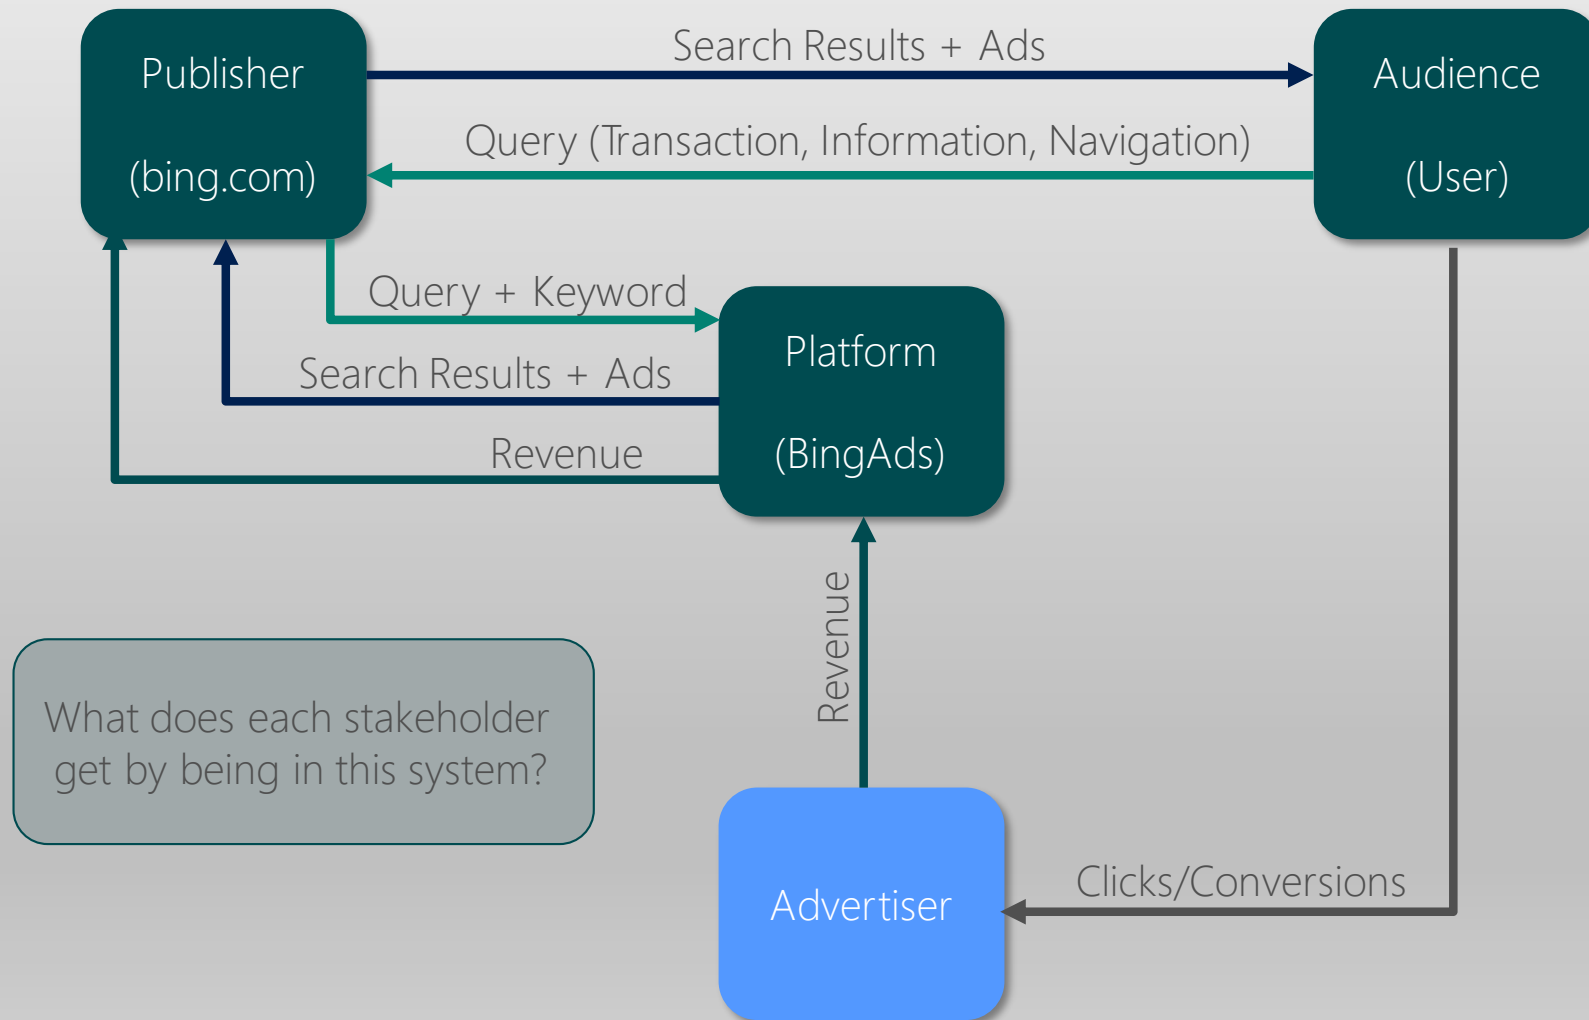 Publisher
(bing.com)
Search Results + Ads
Query (Transaction, Information, Navigation)
Audience
(User)
Query + Keyword
Search Results + Ads
Revenue
Platform
(BingAds)
Revenue
What does each stakeholder
get by being in this system?
Advertiser
Clicks/Conversions